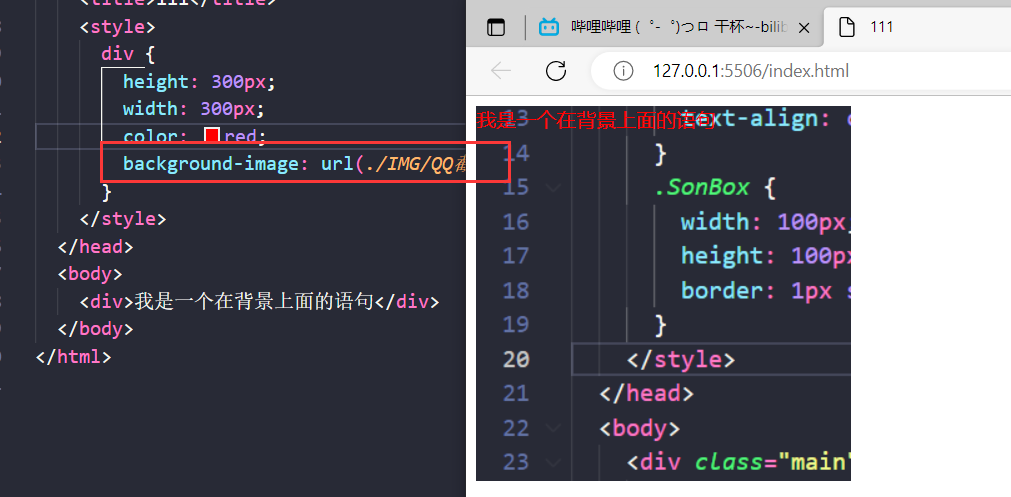 <title>111</title>
<style>
div {
height: 300px;
width: 300px;
color: red;
background-image: url(./IMG/QQ
}
</style>
</head>
<body>
<div>我是一个在背景上面的语句</div>
</body>
</html>
哔哩哔哩 ( ゜- ゜)つロ 干杯~-bilib
111
127.0.0.1:5506/index.html
我是一个在背景上面的语句
13 text-align:
14 }
15 .SonBox {
16 width: 100px
17 height: 100px
18 border: 1px
19 }
20 </style>
21 </head>
22 <body>
23 <div class="main"